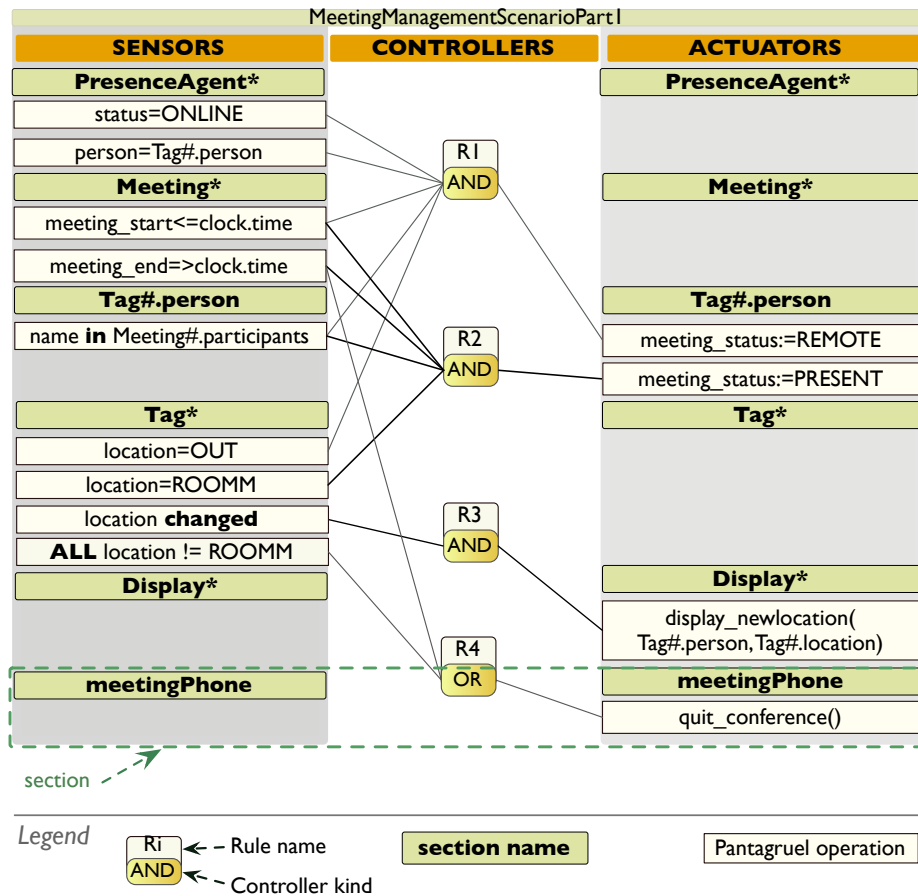 MeetingManagementScenarioPart1
SENSORS CONTROLLERS ACTUATORS
PresenceAgent* PresenceAgent*
status=ONLINE
person=Tag#.person
R1
AND
Meeting* Meeting*
meeting_start<=clock.time
meeting_end=>clock.time
Tag#.person Tag#.person
name in Meeting#.participants
R2
AND
meeting_status:=REMOTE
meeting_status:=PRESENT
Tag* Tag*
location=OUT
location=ROOMM
location changed
R3
AND
ALL location != ROOMM
Display* Display*
display_newlocation(
Tag#.person,Tag#.location)
R4
OR
meetingPhone meetingPhone
quit_conference()
section
Legend
Ri
AND
Rule name
Controller kind
section name
Pantagruel operation